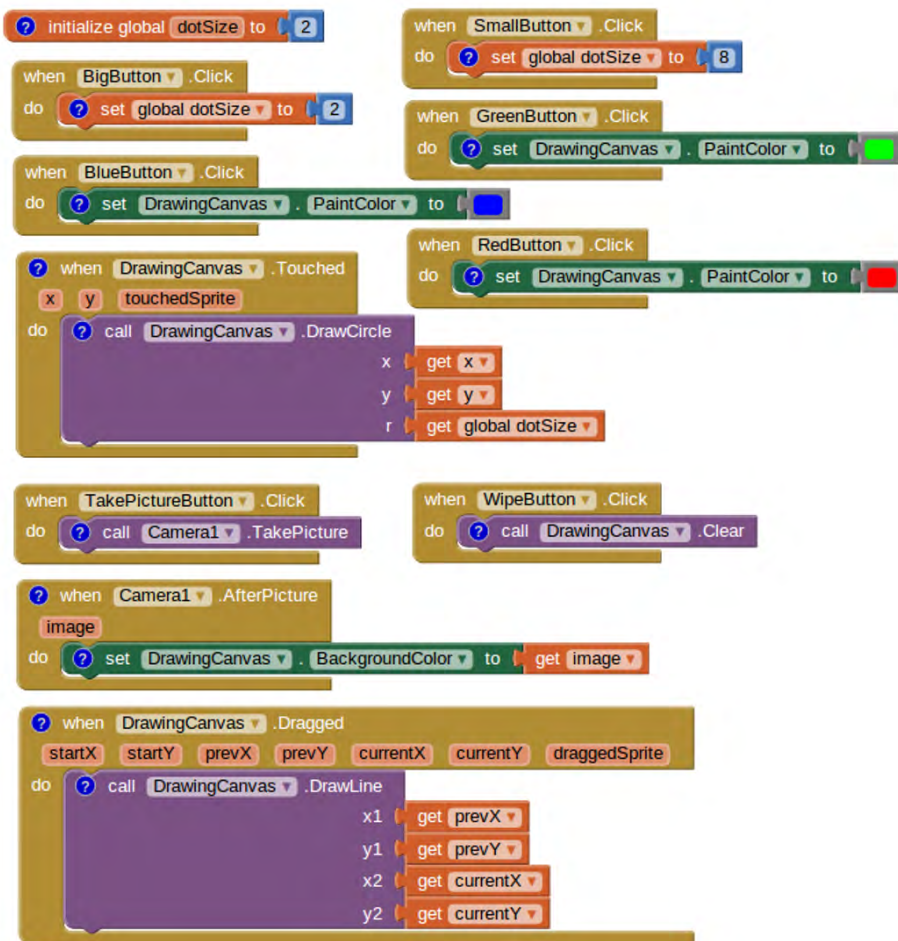 initialize global dotSize to 2
when BigButton .Click
do ? set global dotSize to 2
when SmallButton .Click
do ? set global dotSize to 8
when GreenButton .Click
do ? set DrawingCanvas . PaintColor to
when BlueButton .Click
do ? set DrawingCanvas . PaintColor to
when RedButton .Click
do ? set DrawingCanvas . PaintColor to
? when DrawingCanvas .Touched
x y touchedSprite
do ? call DrawingCanvas .DrawCircle
x get x
y get y
r get global dotSize
when TakePictureButton .Click
do ? call Camera1 .TakePicture
when WipeButton .Click
do ? call DrawingCanvas .Clear
? when Camera1 .AfterPicture
image
do ? set DrawingCanvas . BackgroundColor to get image
? when DrawingCanvas .Dragged
startX startY prevX prevY currentX currentY draggedSprite
do ? call DrawingCanvas .DrawLine
x1 get prevX
y1 get prevY
x2 get currentX
y2 get currentY